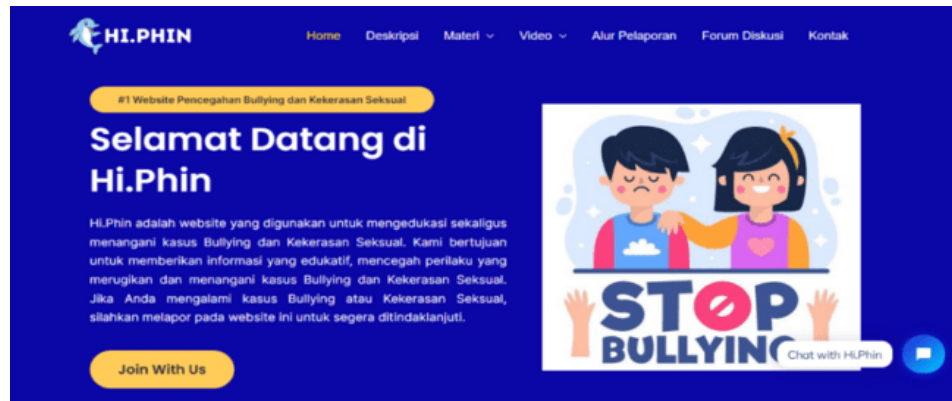 HI.PHIN
Home Deskripsi Materi Video Alur Pelaporan Forum Diskusi Kontak
#1 Website Pencegahan Bullying dan Kekerasan Seksual
Selamat Datang di
Hi.Phin
Hi.Phin adalah website yang digunakan untuk mengedukasi sekaligus
menangani kasus Bullying dan Kekerasan Seksual. Kami bertujuan
untuk memberikan informasi yang edukatif, mencegah perilaku yang
merugikan dan menangani kasus Bullying dan Kekerasan Seksual.
Jika Anda mengalami kasus Bullying atau Kekerasan Seksual,
silahkan melapor pada website ini untuk segera ditindaklanjuti.
Join With Us
STOP
BULLYING
Chat with Hi.Phin